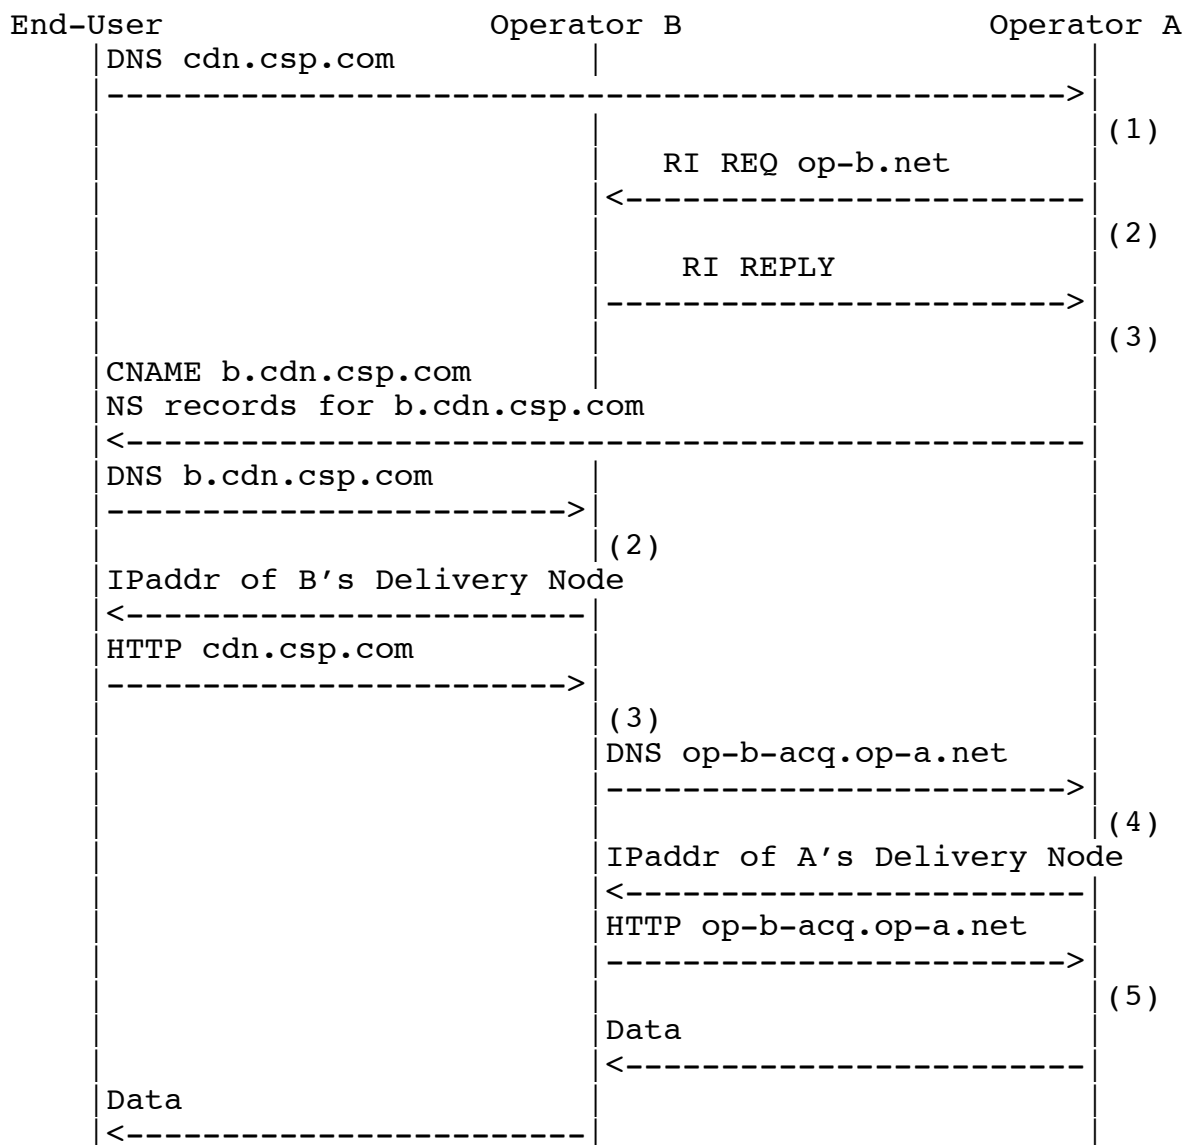 End-User Operator B Operator A
DNS cdn.csp.com
(1)
RI REQ op-b.net
(2)
RI REPLY
(3)
CNAME b.cdn.csp.com
NS records for b.cdn.csp.com
DNS b.cdn.csp.com
(2)
IPaddr of B's Delivery Node
HTTP cdn.csp.com
(3)
DNS op-b-acq.op-a.net
(4)
IPaddr of A's Delivery Node
HTTP op-b-acq.op-a.net
(5)
Data
Data